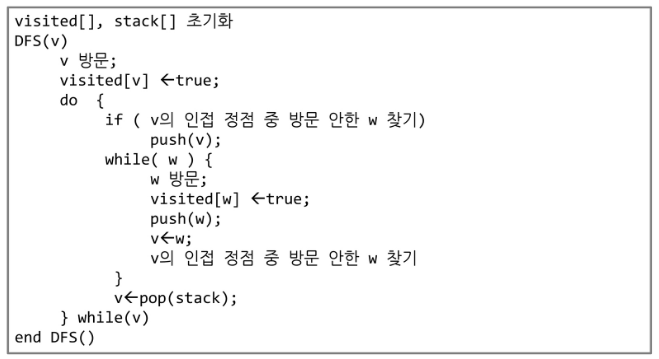 visited[], stack[] 초기화
DFS(v)
     v 방문;
     visited[v] ←true;
     do  {
          if ( v의 인접 정점 중 방문 안한 w 찾기)
               push(v);
          while( w ) {
               w 방문;
               visited[w] ←true;
               push(w);
               v←w;
               v의 인접 정점 중 방문 안한 w 찾기
           }
           v←pop(stack);
     } while(v)
end DFS()